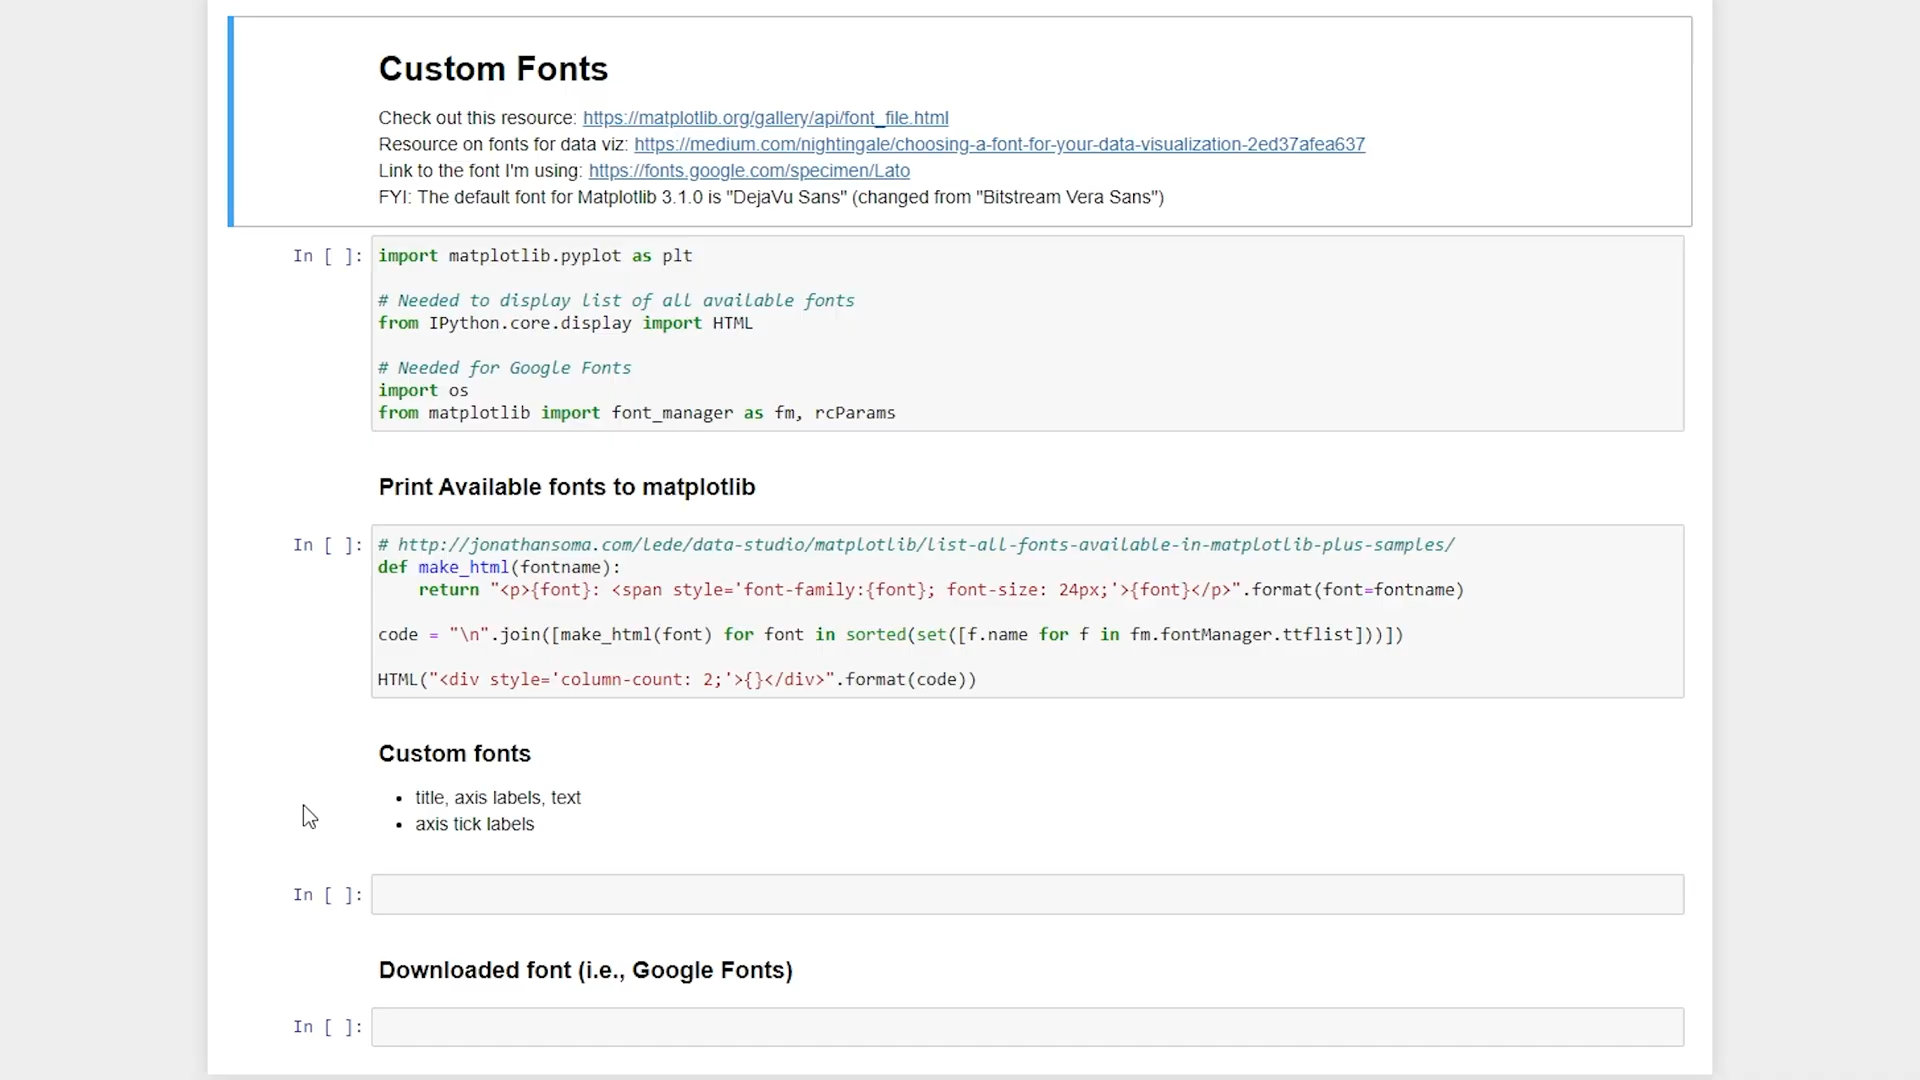 Custom Fonts
Check out this resource: https://matplotlib.org/gallery/api/font_file.html
Resource on fonts for data viz: https://medium.com/nightingale/choosing-a-font-for-your-data-visualization-2ed37afea637
Link to the font I'm using: https://fonts.google.com/specimen/Lato
FYI: The default font for Matplotlib 3.1.0 is "DejaVu Sans" (changed from "Bitstream Vera Sans")
In [ ]: import matplotlib.pyplot as plt
# Needed to display list of all available fonts
from IPython.core.display import HTML
# Needed for Google Fonts
import os
from matplotlib import font_manager as fm, rcParams
Print Available fonts to matplotlib
In [ ]: # http://jonathansoma.com/lede/data-studio/matplotlib/list-all-fonts-available-in-matplotlib-plus-samples/
def make_html(fontname):
    return "<p>{font}: <span style='font-family:{font}; font-size: 24px;'>{font}</p>".format(font=fontname)
code = "\n".join([make_html(font) for font in sorted(set([f.name for f in fm.fontManager.ttflist]))])
HTML("<div style='column-count: 2;'>{}</div>".format(code))
Custom fonts
• title, axis labels, text
• axis tick labels
In [ ]:
Downloaded font (i.e., Google Fonts)
In [ ]: